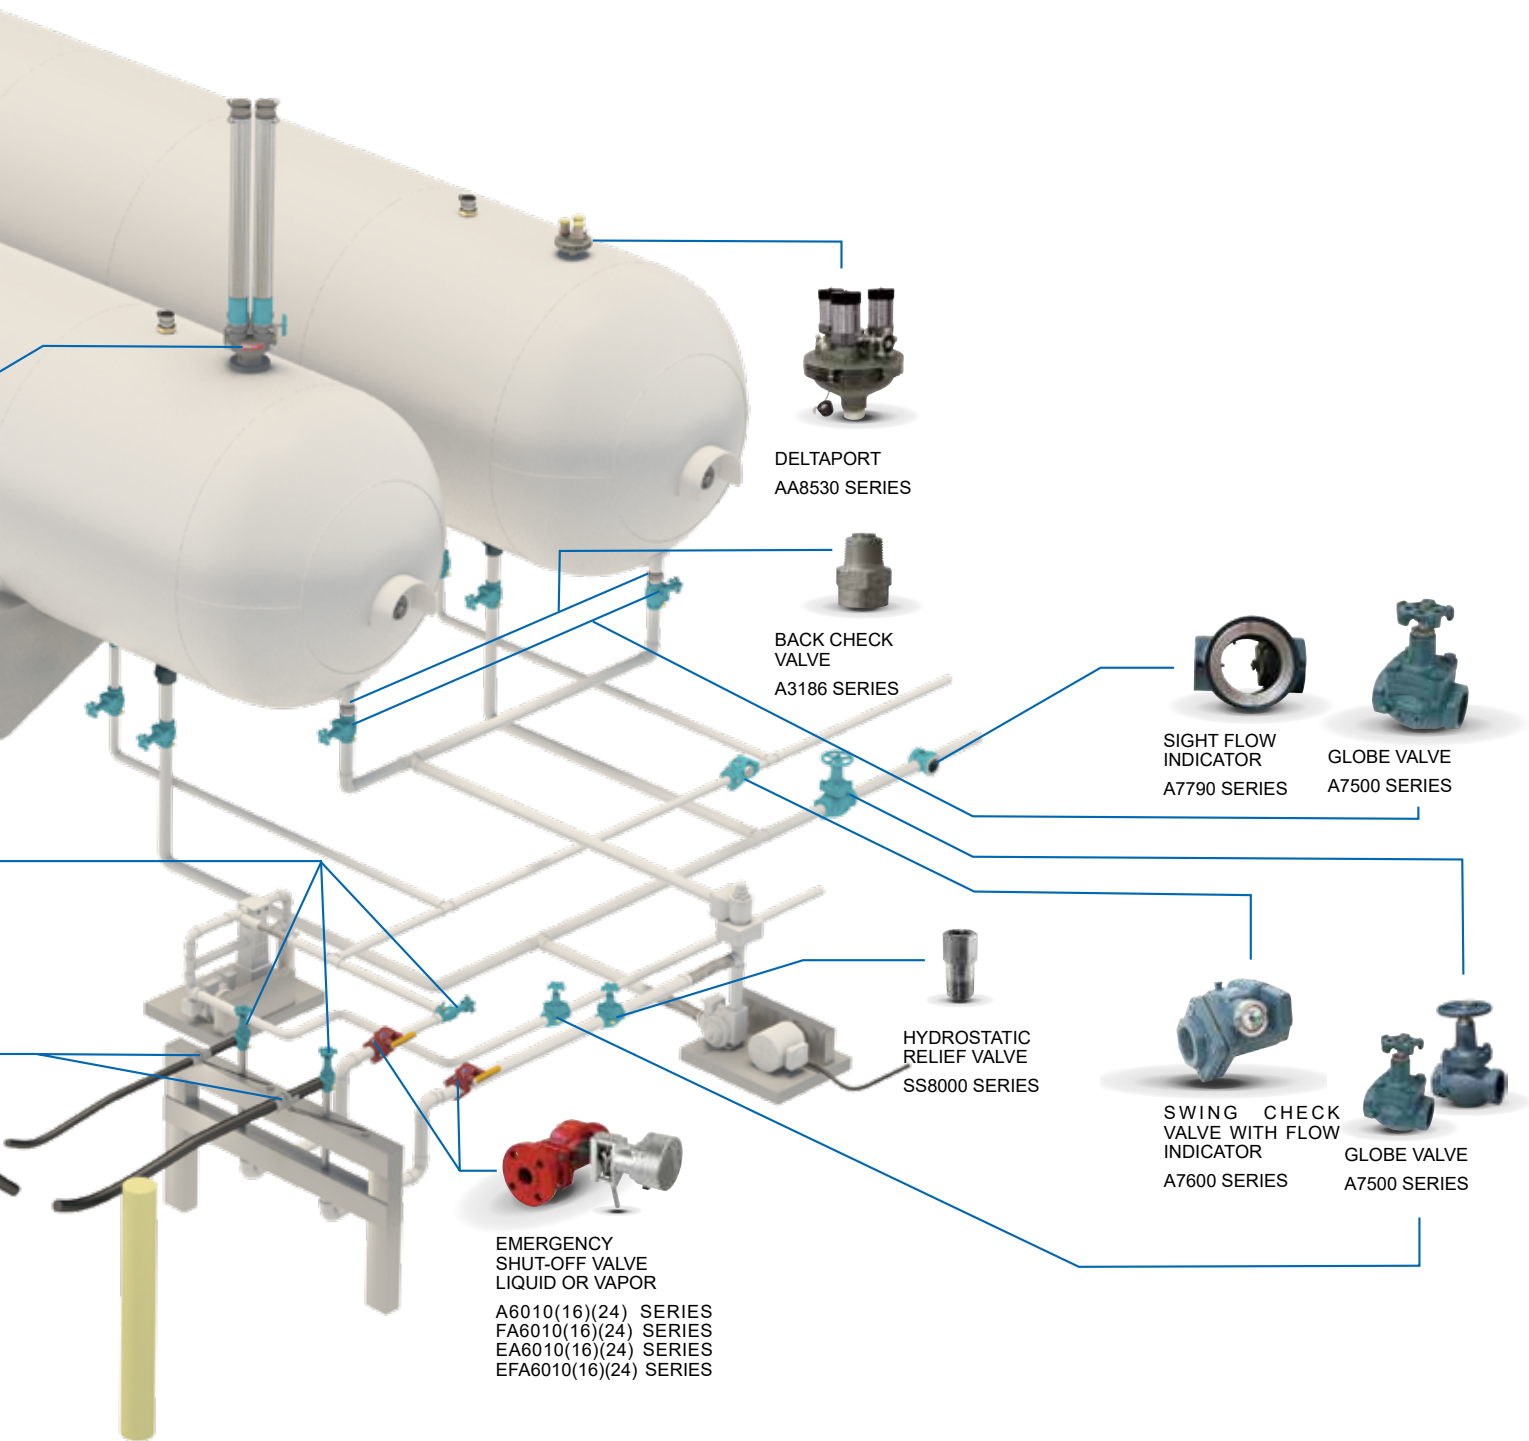 DELTAPORT
AA8530 SERIES
BACK CHECK
VALVE
A3186 SERIES
SIGHT FLOW
INDICATOR
A7790 SERIES
GLOBE VALVE
A7500 SERIES
HYDROSTATIC
RELIEF VALVE
SS8000 SERIES
SWING CHECK
VALVE WITH FLOW
INDICATOR
A7600 SERIES
GLOBE VALVE
A7500 SERIES
EMERGENCY
SHUT-OFF VALVE
LIQUID OR VAPOR
A6010(16)(24) SERIES
FA6010(16)(24) SERIES
EA6010(16)(24) SERIES
EFA6010(16)(24) SERIES